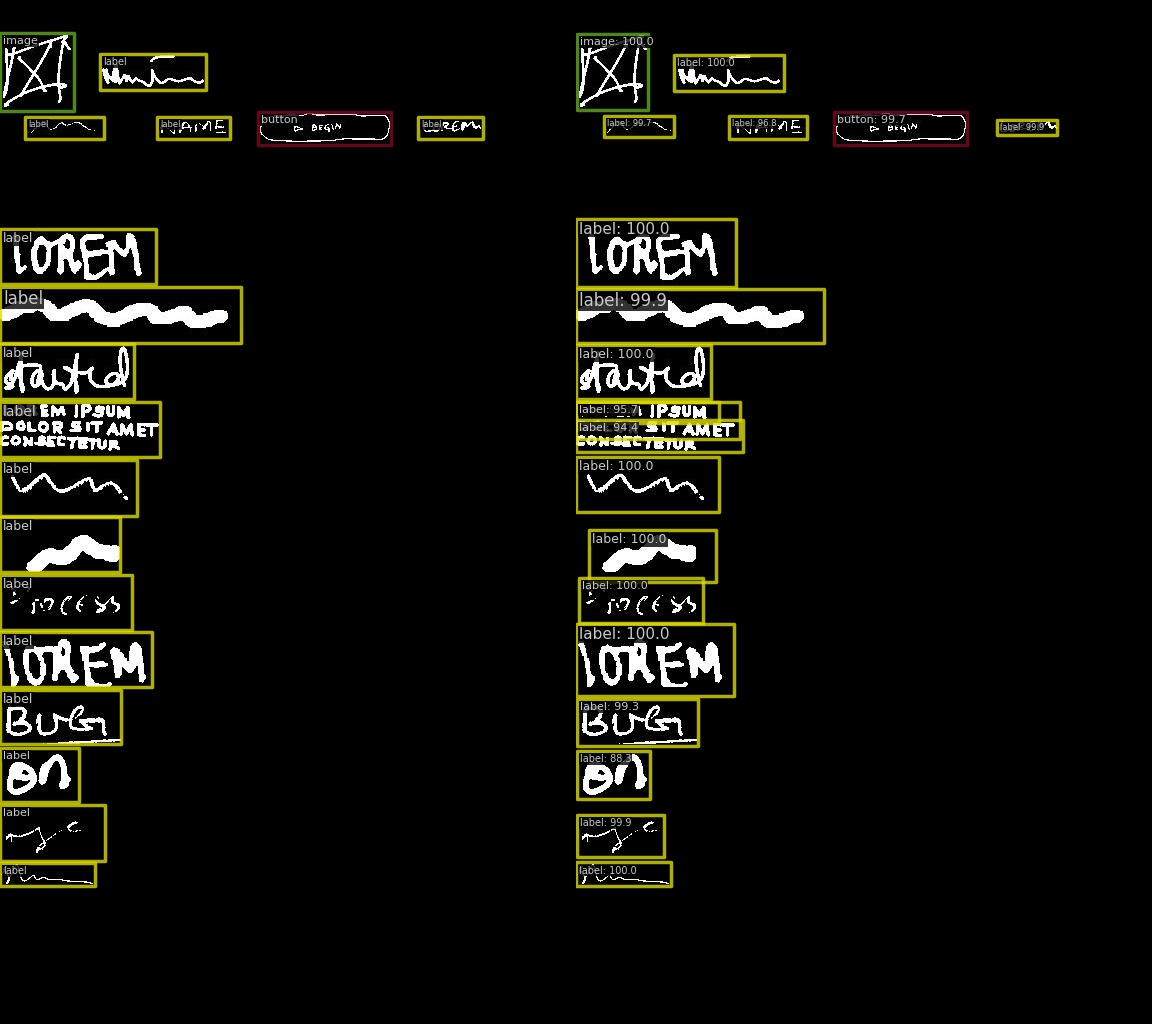 image
label
label
label NAME
button
BEGIN
label
label
LOREM
label
label
started
label EM IPSUM
DOLOR SIT AMET
CONSECTETUR
label
label
label
label
LOREM
label
label
on
label
label
image: 100.0
label: 100.0
label: 99.7
label: 96.8
button: 99.7
BEGIN
label: 99.9
label: 100.0
LOREM
label: 99.9
label: 100.0
started
label: 95.7 IPSUM
label: 94.4 SIT AMET
CONSECTETUR
label: 100.0
label: 100.0
label: 100.0
label: 100.0
LOREM
label: 99.3
label: 88.3
on
label: 99.9
label: 100.0